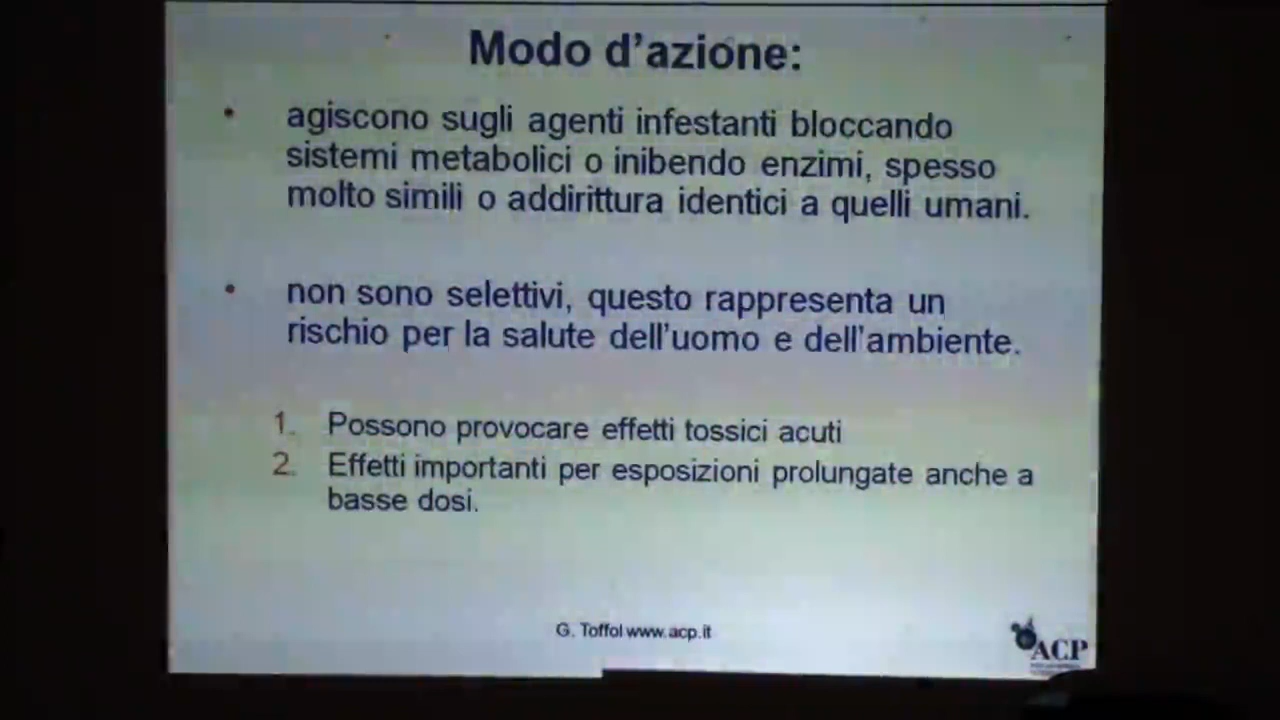 Modo d'azione:
• agiscono sugli agenti infestanti bloccando
sistemi metabolici o inibendo enzimi, spesso
molto simili o addirittura identici a quelli umani.
• non sono selettivi, questo rappresenta un
rischio per la salute dell'uomo e dell'ambiente.
1. Possono provocare effetti tossici acuti
2. Effetti importanti per esposizioni prolungate anche a
basse dosi.
G. Toffol www.acp.it
ACP